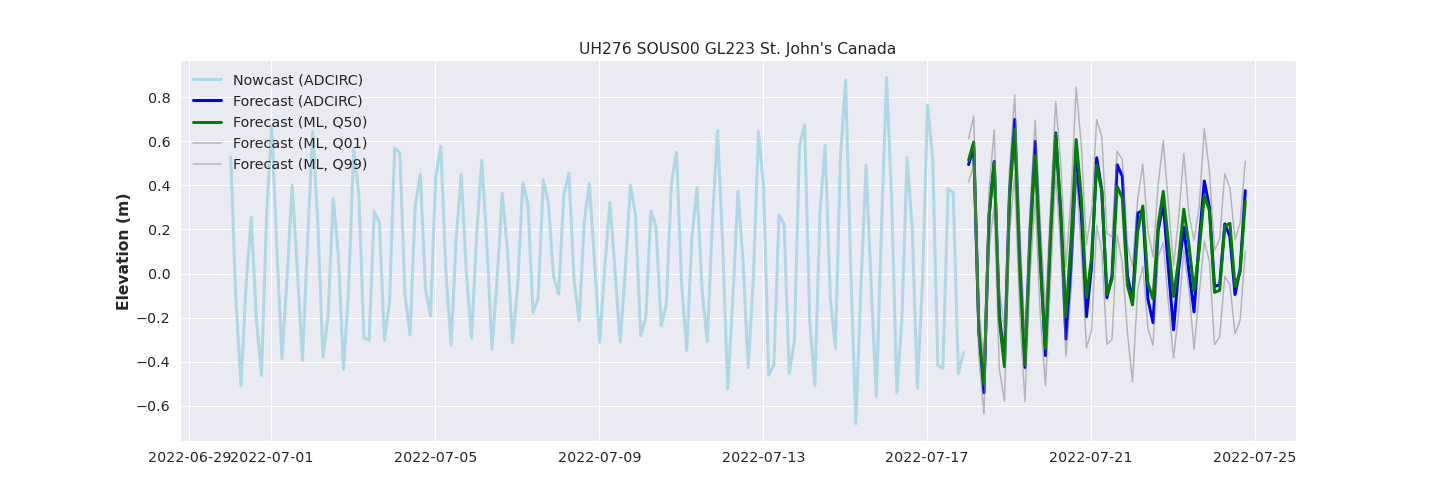 UH276 SOUS00 GL223 St. John's Canada
Nowcast (ADCIRC)
Forecast (ADCIRC)
Forecast (ML, Q50)
Forecast (ML, Q01)
Forecast (ML, Q99)
Elevation (m)
0.8
0.6
0.4
0.2
0.0
−0.2
−0.4
−0.6
2022-06-29 2022-07-01 2022-07-05 2022-07-09 2022-07-13 2022-07-17 2022-07-21 2022-07-25